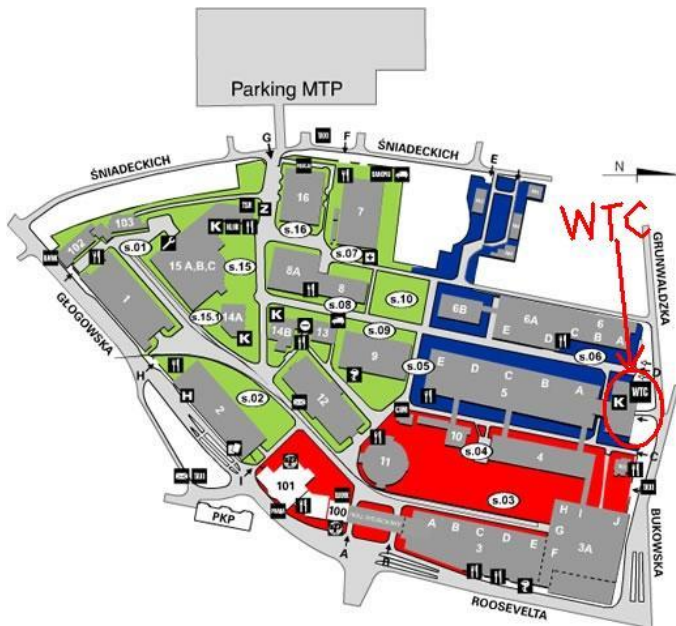 Parking MTP
G
F
ŚNIADECKICH
ŚNIADECKICH
E
N
WTC
GRUNWALDZKA
16
7
Z
K
KLUB
s.16
s.07
103
102
BANK
s.01
15 A,B,C
s.15
8A
8
s.08
s.10
6B
6A
6
E D C B A
s.06
1
s.15.1
14A
K
K
14B
13
s.09
9
s.05
E D C B A
5
D
WTC
K
GŁOGOWSKA
H
H
2
s.02
12
10
s.04
4
C
11
s.03
I
101
100
PKP
A
B
A B C D E
3
F G H I J
3A
BUKOWSKA
ROOSEVELTA